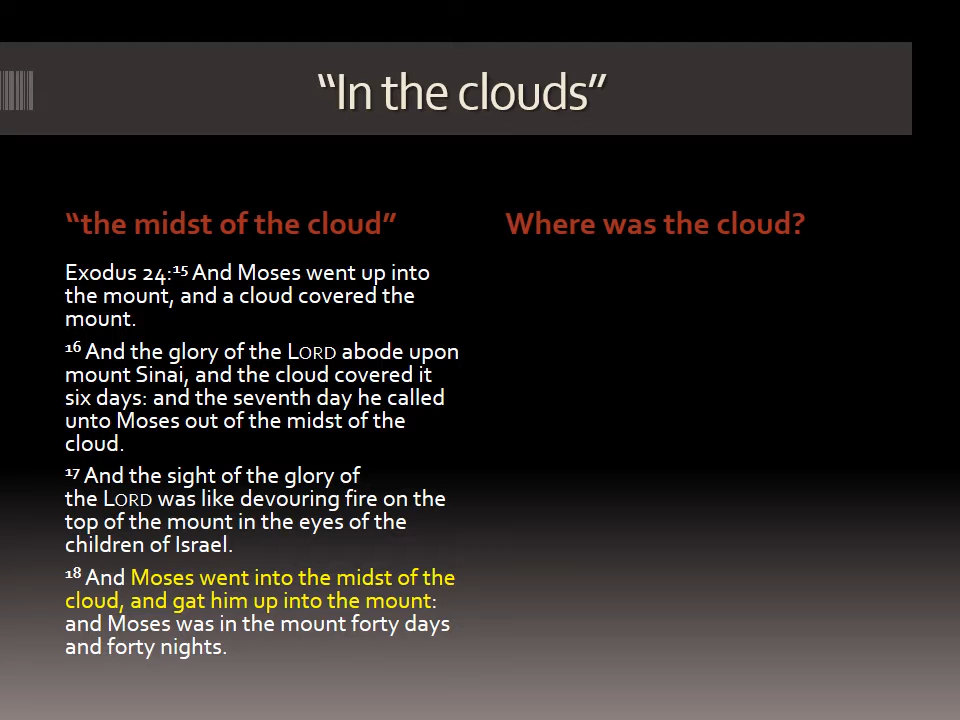 “In the clouds”
“the midst of the cloud”
Exodus 24:15 And Moses went up into
the mount, and a cloud covered the
mount.
16 And the glory of the LORD abode upon
mount Sinai, and the cloud covered it
six days: and the seventh day he called
unto Moses out of the midst of the
cloud.
17 And the sight of the glory of
the LORD was like devouring fire on the
top of the mount in the eyes of the
children of Israel.
18 And Moses went into the midst of the
cloud, and gat him up into the mount:
and Moses was in the mount forty days
and forty nights.
Where was the cloud?